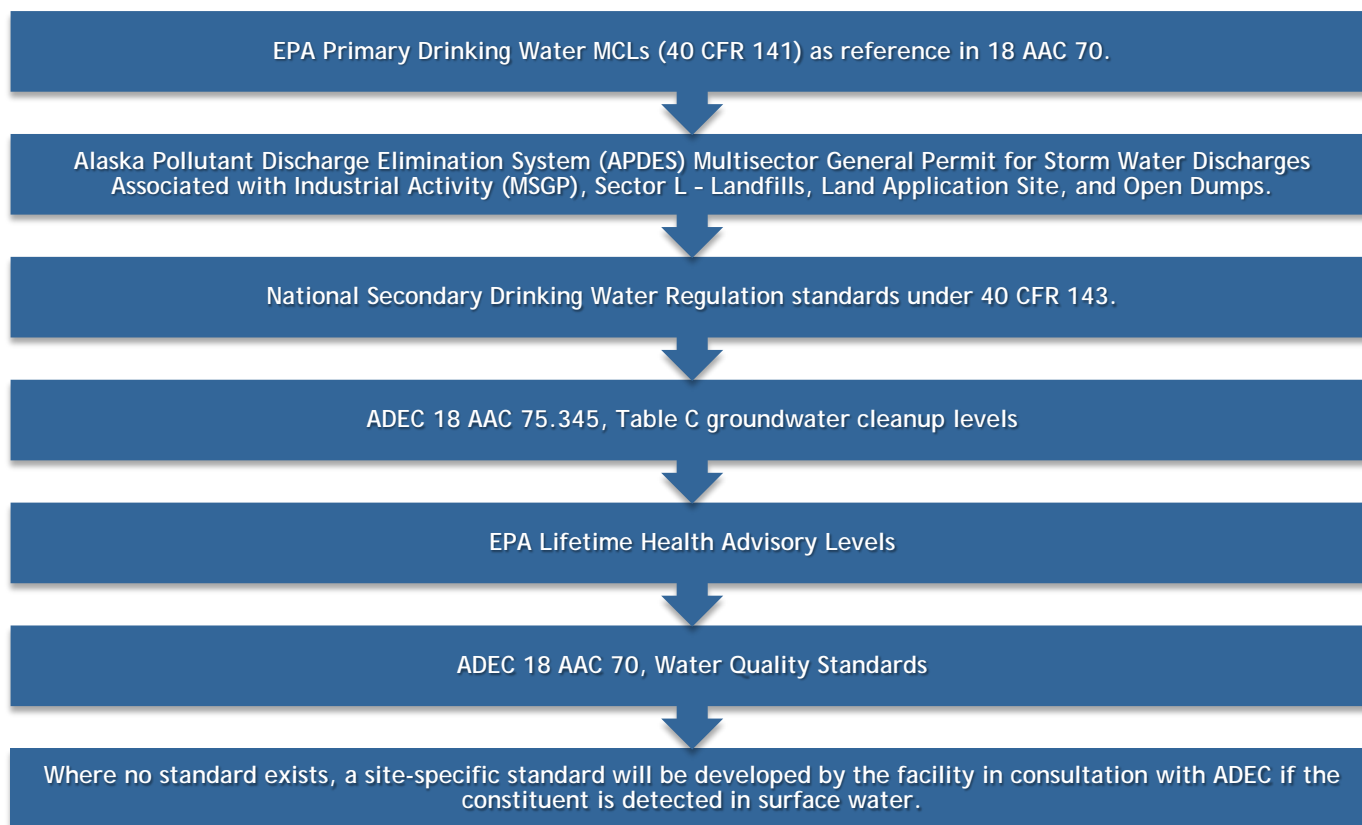 EPA Primary Drinking Water MCLs (40 CFR 141) as reference in 18 AAC 70.
Alaska Pollutant Discharge Elimination System (APDES) Multisector General Permit for Storm Water Discharges
Associated with Industrial Activity (MSGP), Sector L - Landfills, Land Application Site, and Open Dumps.
National Secondary Drinking Water Regulation standards under 40 CFR 143.
ADEC 18 AAC 75.345, Table C groundwater cleanup levels
EPA Lifetime Health Advisory Levels
ADEC 18 AAC 70, Water Quality Standards
Where no standard exists, a site-specific standard will be developed by the facility in consultation with ADEC if the
constituent is detected in surface water.